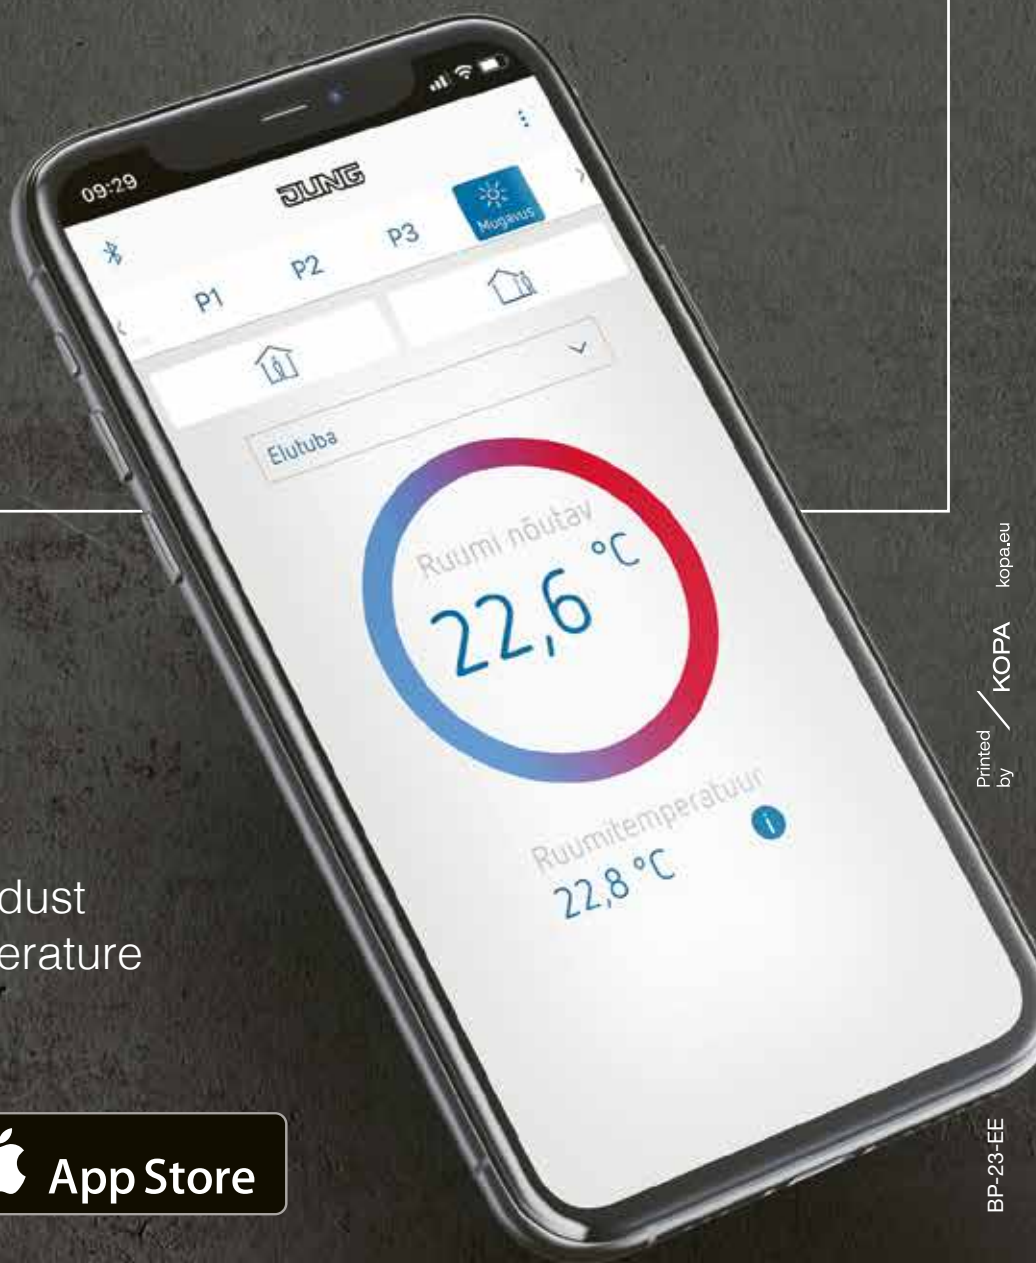 09:29
JUNG
P1 P2 P3 Mugavus
Elutuba
Ruumi nõutav
22,6 °C
Ruumitemperatuur
22,8 °C
i
dust
erature
App Store
Printed
by KOPA kopa.eu
BP-23-EE